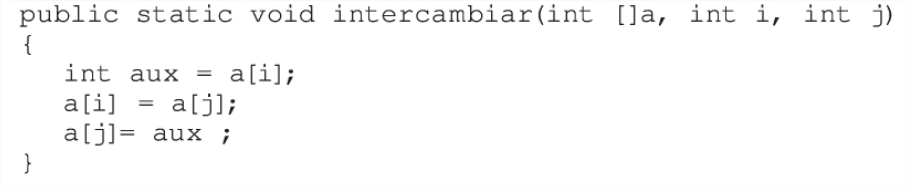 public static void intercambiar(int []a, int i, int j)
{
int aux = a[i];
a[i] = a[j];
a[j]= aux ;
}